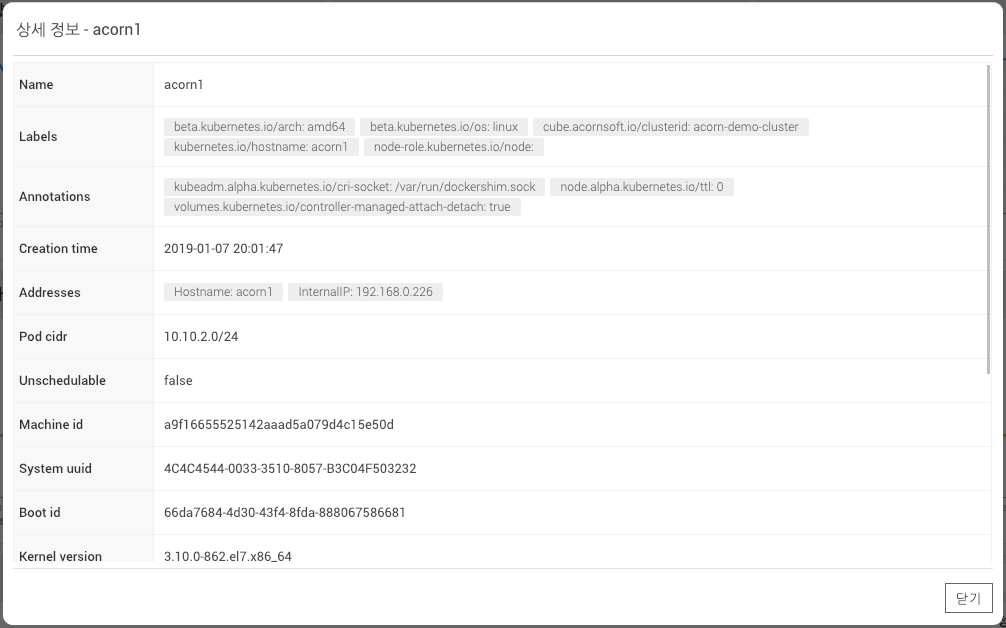 상세 정보 - acorn1
Name acorn1
Labels beta.kubernetes.io/arch: amd64 beta.kubernetes.io/os: linux cube.acornsoft.io/clusterid: acorn-demo-cluster
kubernetes.io/hostname: acorn1 node-role.kubernetes.io/node:
Annotations kubeadm.alpha.kubernetes.io/cri-socket: /var/run/dockershim.sock node.alpha.kubernetes.io/ttl: 0
volumes.kubernetes.io/controller-managed-attach-detach: true
Creation time 2019-01-07 20:01:47
Addresses Hostname: acorn1 InternalIP: 192.168.0.226
Pod cidr 10.10.2.0/24
Unschedulable false
Machine id a9f16655525142aaad5a079d4c15e50d
System uuid 4C4C4544-0033-3510-8057-B3C04F503232
Boot id 66da7684-4d30-43f4-8fda-888067586681
Kernel version 3.10.0-862.el7.x86_64
닫기